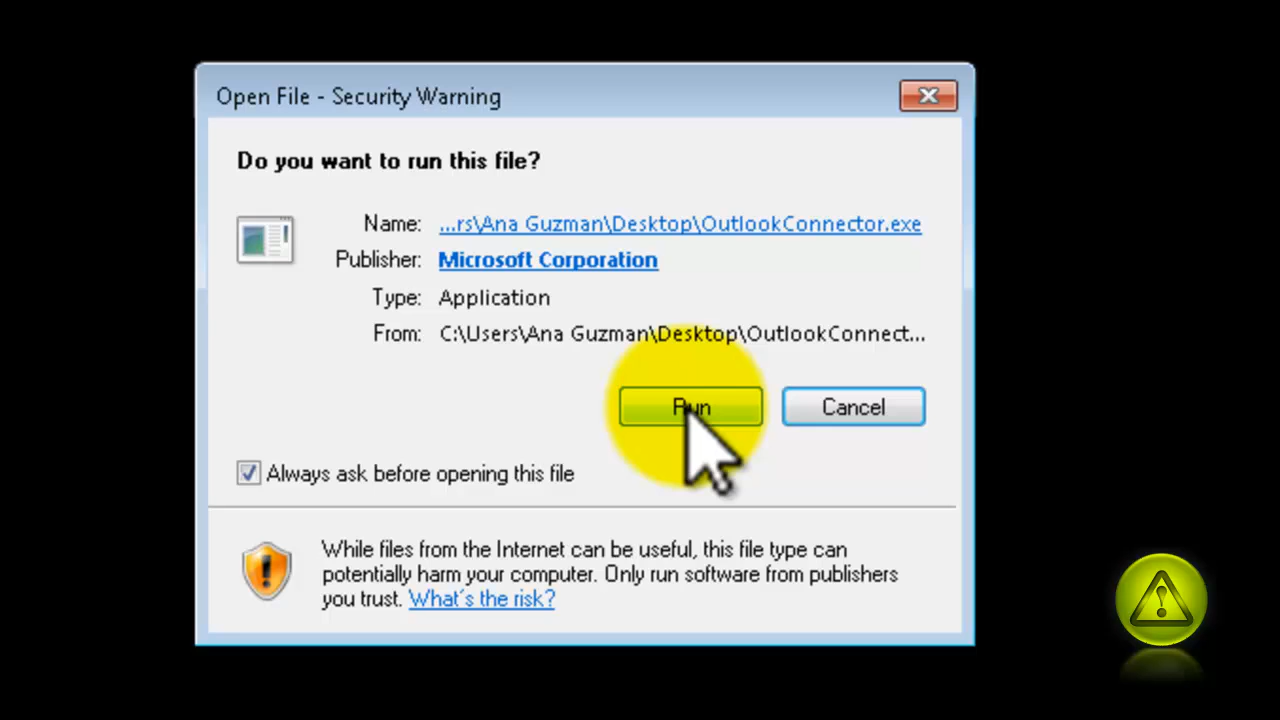 Open File - Security Warning
Do you want to run this file?
Name: ...rs\Ana Guzman\Desktop\OutlookConnector.exe
Publisher: Microsoft Corporation
Type: Application
From: C:\Users\Ana Guzman\Desktop\OutlookConnect...
Run Cancel
Always ask before opening this file
While files from the Internet can be useful, this file type can
potentially harm your computer. Only run software from publishers
you trust. What's the risk?